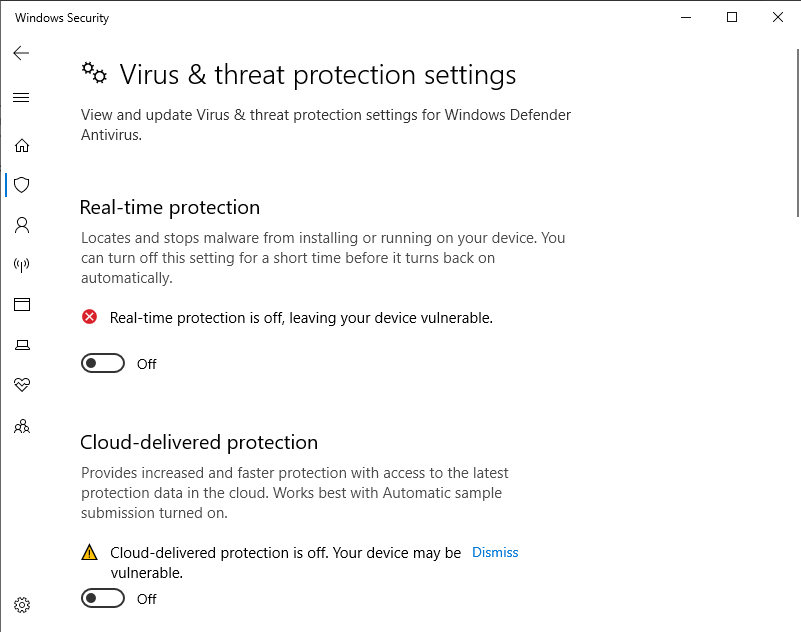 Windows Security
Virus & threat protection settings
View and update Virus & threat protection settings for Windows Defender
Antivirus.
Real-time protection
Locates and stops malware from installing or running on your device. You
can turn off this setting for a short time before it turns back on
automatically.
Real-time protection is off, leaving your device vulnerable.
Off
Cloud-delivered protection
Provides increased and faster protection with access to the latest
protection data in the cloud. Works best with Automatic sample
submission turned on.
Cloud-delivered protection is off. Your device may be Dismiss
vulnerable.
Off